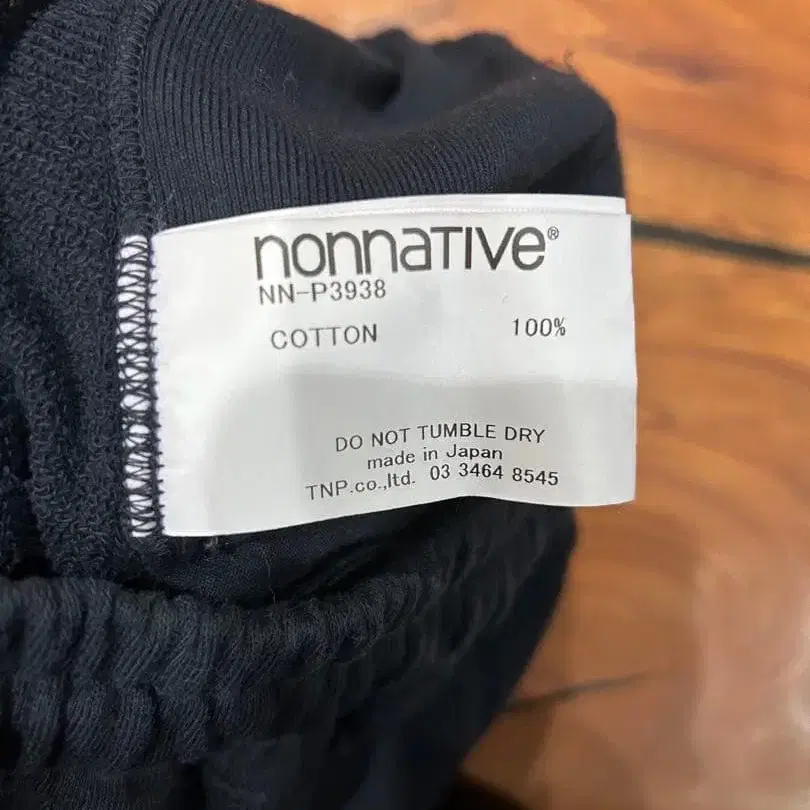 nonnative®
NN-P3938
COTTON 100%
DO NOT TUMBLE DRY
made in Japan
TNP.co.,ltd. 03 3464 8545